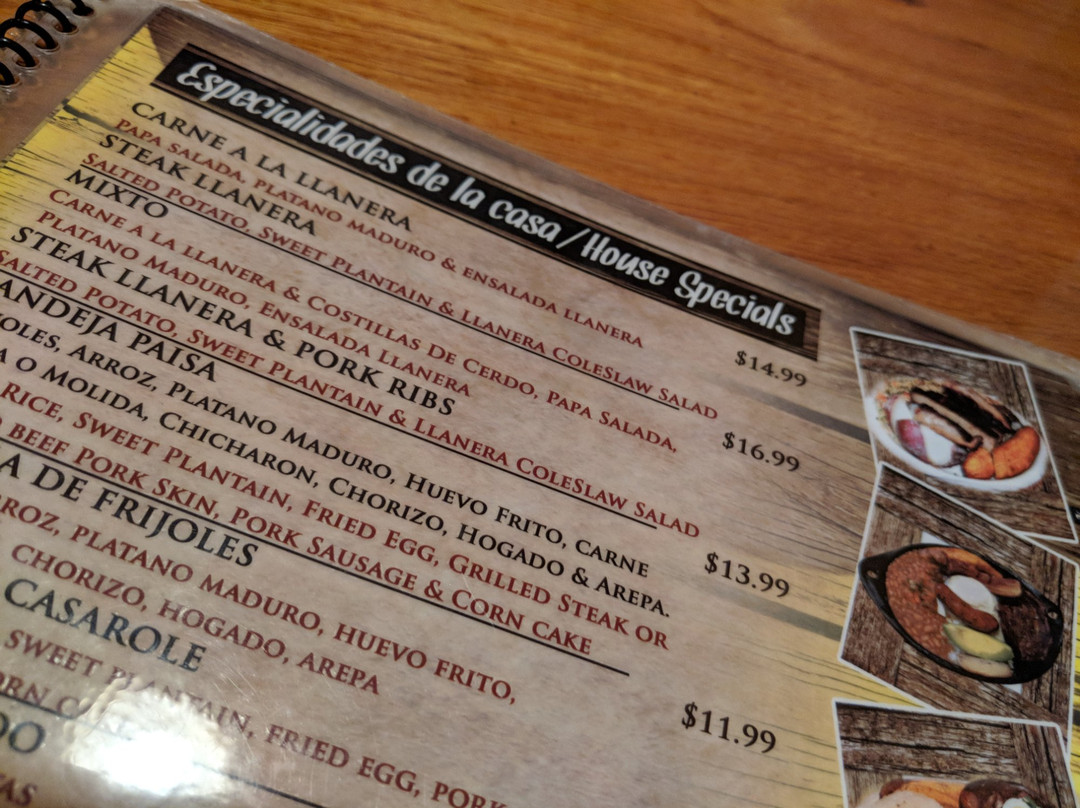 Especialidades de la casa / House Specials
CARNE A LA LLANERA
PAPA SALADA, PLATANO MADURO & ENSALADA LLANERA
$14.99
STEAK LLANERA
SALTED POTATO, SWEET PLANTAIN & LLANERA COLESLAW SALAD
MIXTO
$16.99
CARNE A LA LLANERA & COSTILLAS DE CERDO, PAPA SALADA,
PLATANO MADURO, ENSALADA LLANERA
STEAK LLANERA & PORK RIBS
SALTED POTATO, SWEET PLANTAIN & LLANERA COLESLAW SALAD
PAISA
$13.99
ARROZ, PLATANO MADURO, HUEVO FRITO, CARNE
O MOLIDA, CHICHARON, CHORIZO, HOGADO & AREPA.
RICE, SWEET PLANTAIN, FRIED EGG, GRILLED STEAK OR
BEEF PORK SKIN, PORK SAUSAGE & CORN CAKE
DE FRIJOLES
$11.99
PLATANO MADURO, HUEVO FRITO,
CHORIZO, HOGADO, AREPA
CASAROLE
SWEET PLANTAIN, FRIED EGG, PORK